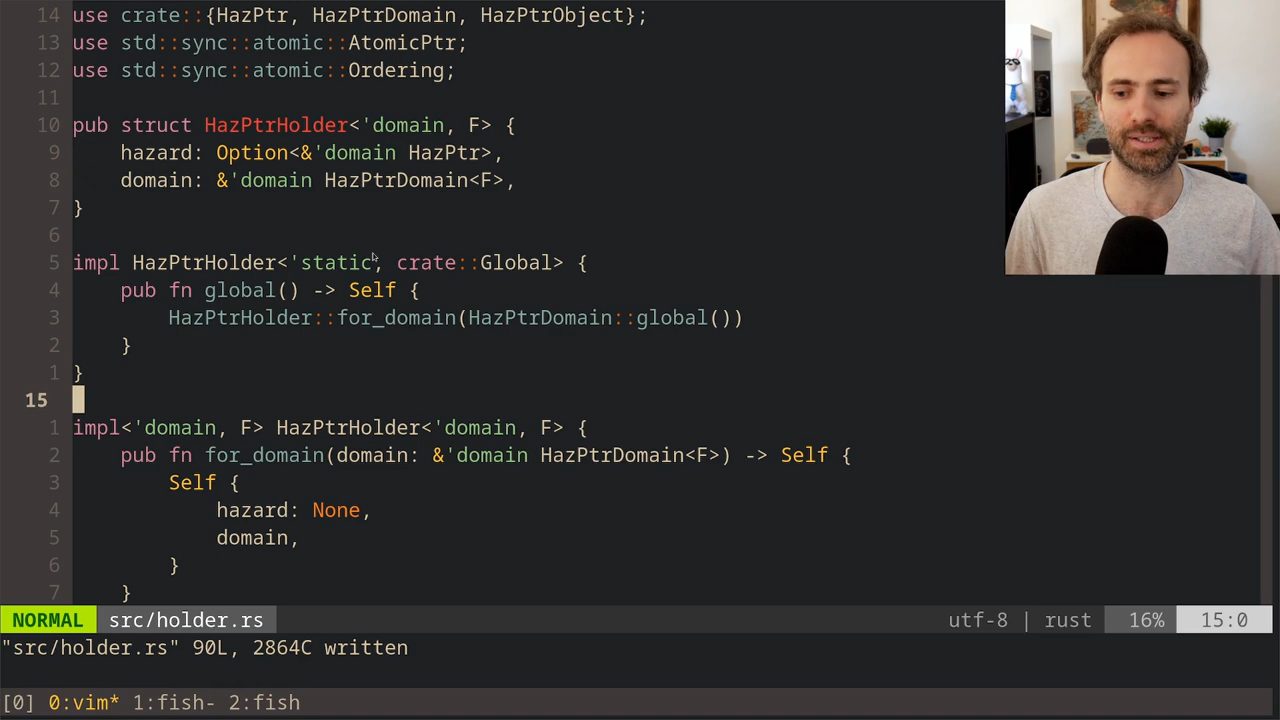 14 use crate::{HazPtr, HazPtrDomain, HazPtrObject};
13 use std::sync::atomic::AtomicPtr;
12 use std::sync::atomic::Ordering;
11
10 pub struct HazPtrHolder<'domain, F> {
9     hazard: Option<&'domain HazPtr>,
8     domain: &'domain HazPtrDomain<F>,
7 }
6
5 impl HazPtrHolder<'static, crate::Global> {
4     pub fn global() -> Self {
3         HazPtrHolder::for_domain(HazPtrDomain::global())
2     }
1 }
15
1 impl<'domain, F> HazPtrHolder<'domain, F> {
2     pub fn for_domain(domain: &'domain HazPtrDomain<F>) -> Self {
3         Self {
4             hazard: None,
5             domain,
6         }
7     }
NORMAL src/holder.rs utf-8 | rust 16% 15:0
"src/holder.rs" 90L, 2864C written
[0] 0:vim* 1:fish- 2:fish